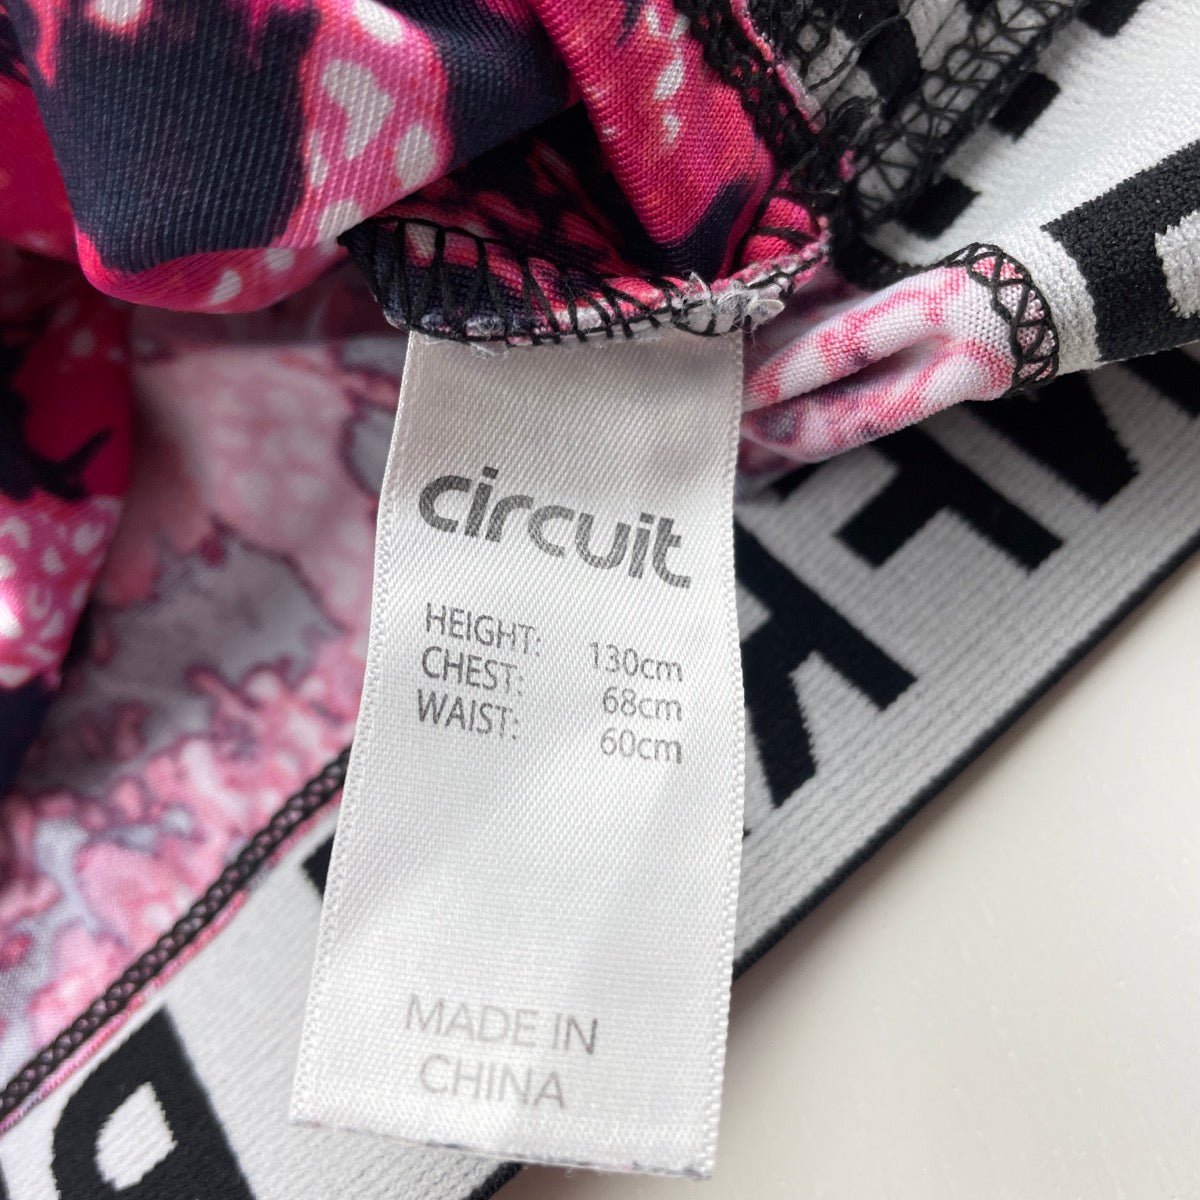 circuit
HEIGHT: 130cm
CHEST: 68cm
WAIST: 60cm
MADE IN
CHINA